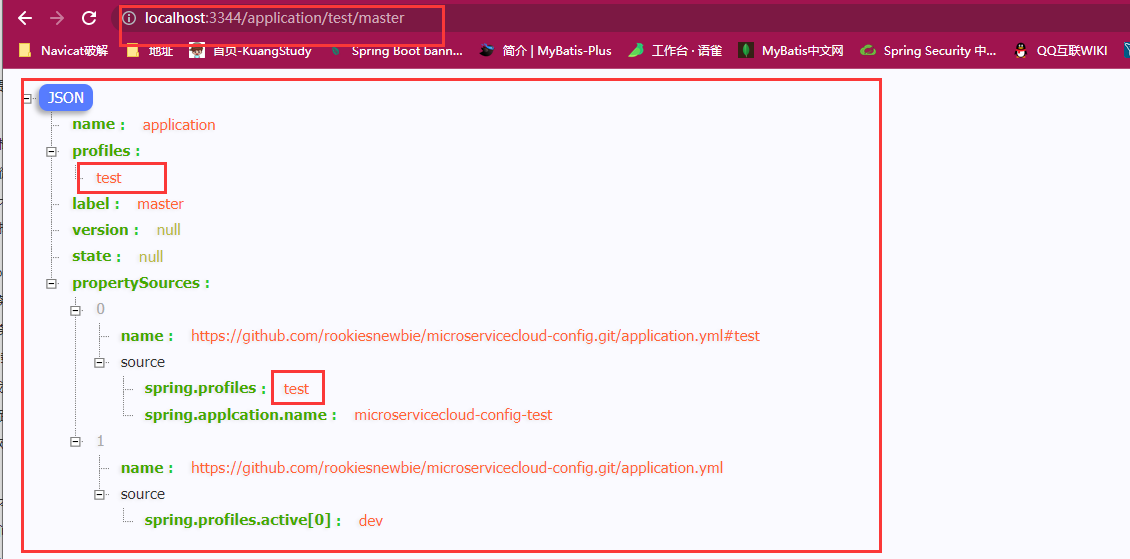 localhost:3344/application/test/master
Navicat破解 地址 首页-KuangStudy Spring Boot bann... 简介 | MyBatis-Plus 工作台 · 语雀 MyBatis中文网 Spring Security 中... QQ互联WIKI
JSON
name : application
profiles :
test
label : master
version : null
state : null
propertySources :
0
name : https://github.com/rookiesnewbie/microservicecloud-config.git/application.yml#test
source
spring.profiles : test
spring.applcation.name : microservicecloud-config-test
1
name : https://github.com/rookiesnewbie/microservicecloud-config.git/application.yml
source
spring.profiles.active[0] : dev